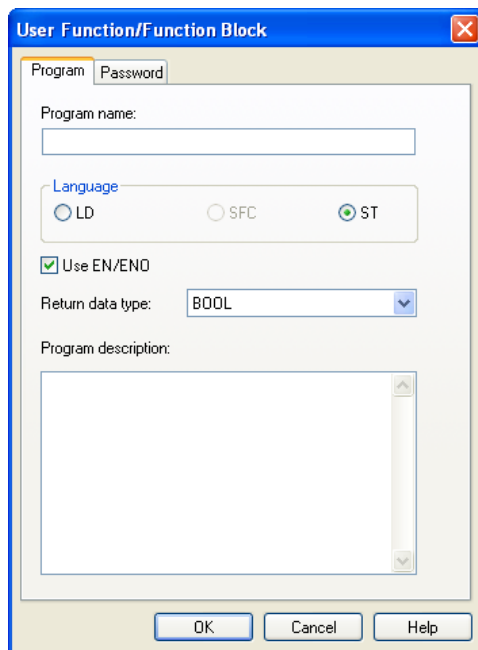 User Function/Function Block
Program Password
Program name:
Language
LD SFC ST
Use EN/ENO
Return data type: BOOL
Program description:
OK Cancel Help